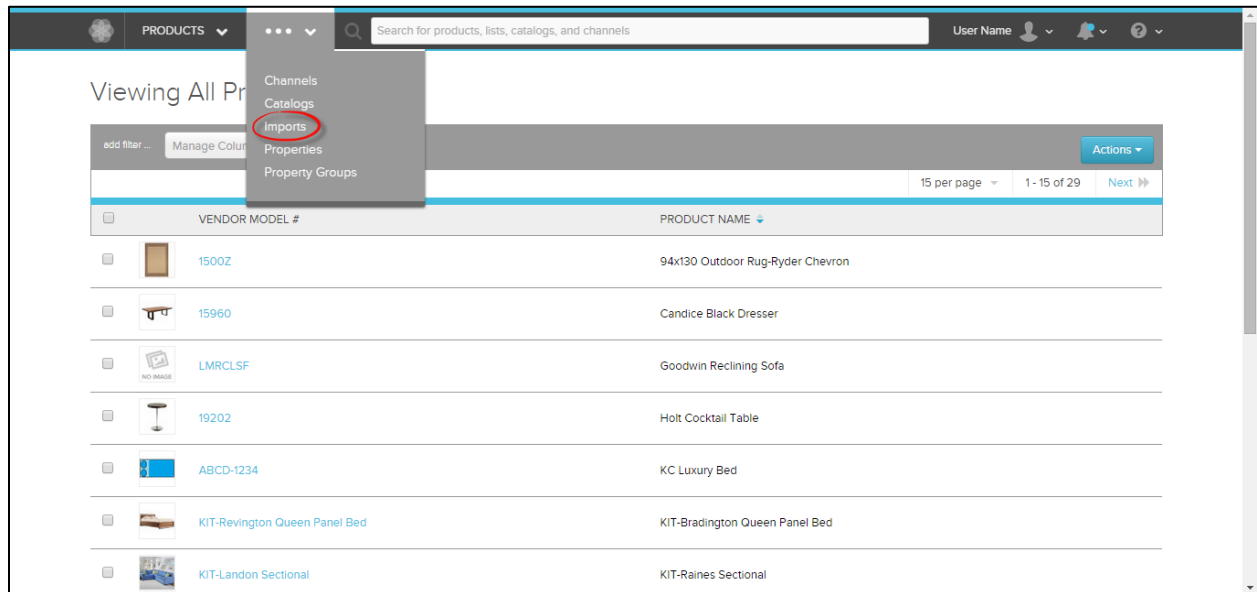 PRODUCTS
Search for products, lists, catalogs, and channels
User Name
Channels
Catalogs
Imports
Properties
Property Groups
Viewing All Pr
add filter ...
Manage Colu
Actions
15 per page
1 - 15 of 29
Next
VENDOR MODEL #
PRODUCT NAME
1500Z
94x130 Outdoor Rug-Ryder Chevron
15960
Candice Black Dresser
NO IMAGE
LMRCLSF
Goodwin Reclining Sofa
19202
Holt Cocktail Table
ABCD-1234
KC Luxury Bed
KIT-Revington Queen Panel Bed
KIT-Bradington Queen Panel Bed
KIT-Landon Sectional
KIT-Raines Sectional